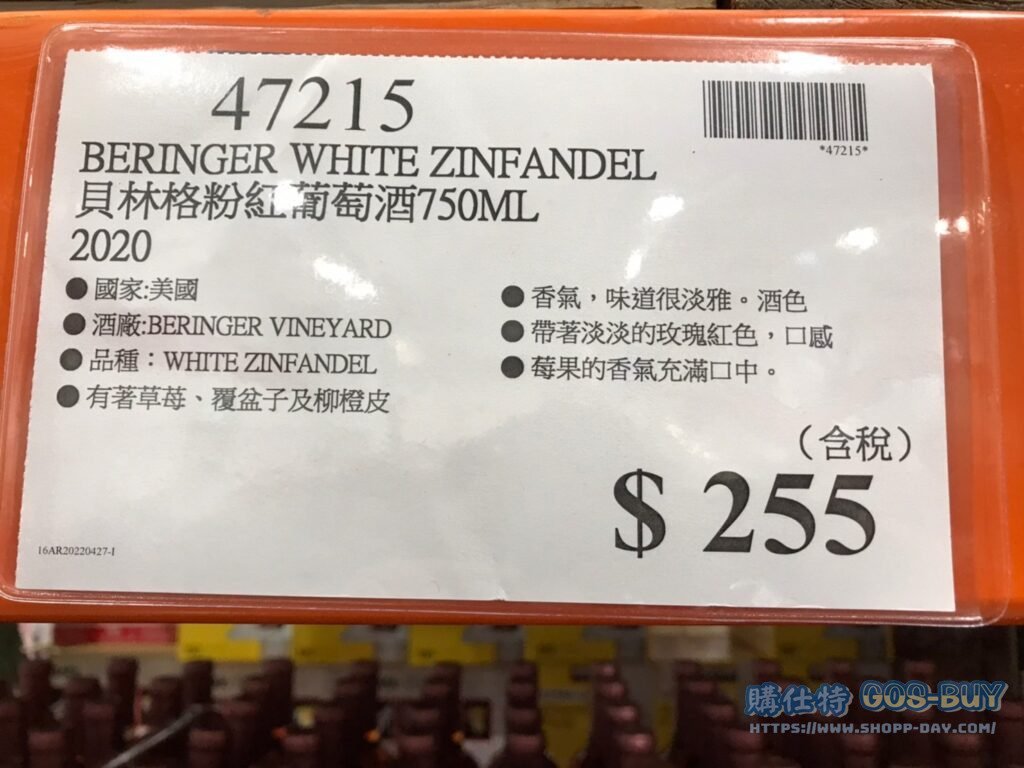 47215
*47215*
BERINGER WHITE ZINFANDEL
貝林格粉紅葡萄酒750ML
2020
●國家:美國
●酒廠:BERINGER VINEYARD
●品種：WHITE ZINFANDEL
●有著草苺、覆盆子及柳橙皮
●香氣，味道很淡雅。酒色
●帶著淡淡的玫瑰紅色，口感
●莓果的香氣充滿口中。
（含稅）
$ 255
16AR20220427-1
購仕特 GOS-BUY
HTTPS://WWW.SHOPP-DAY.COM/